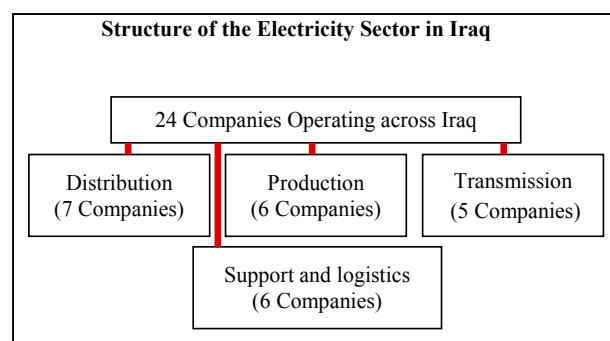 Structure of the Electricity Sector in Iraq
24 Companies Operating across Iraq
Distribution
(7 Companies)
Production
(6 Companies)
Transmission
(5 Companies)
Support and logistics
(6 Companies)